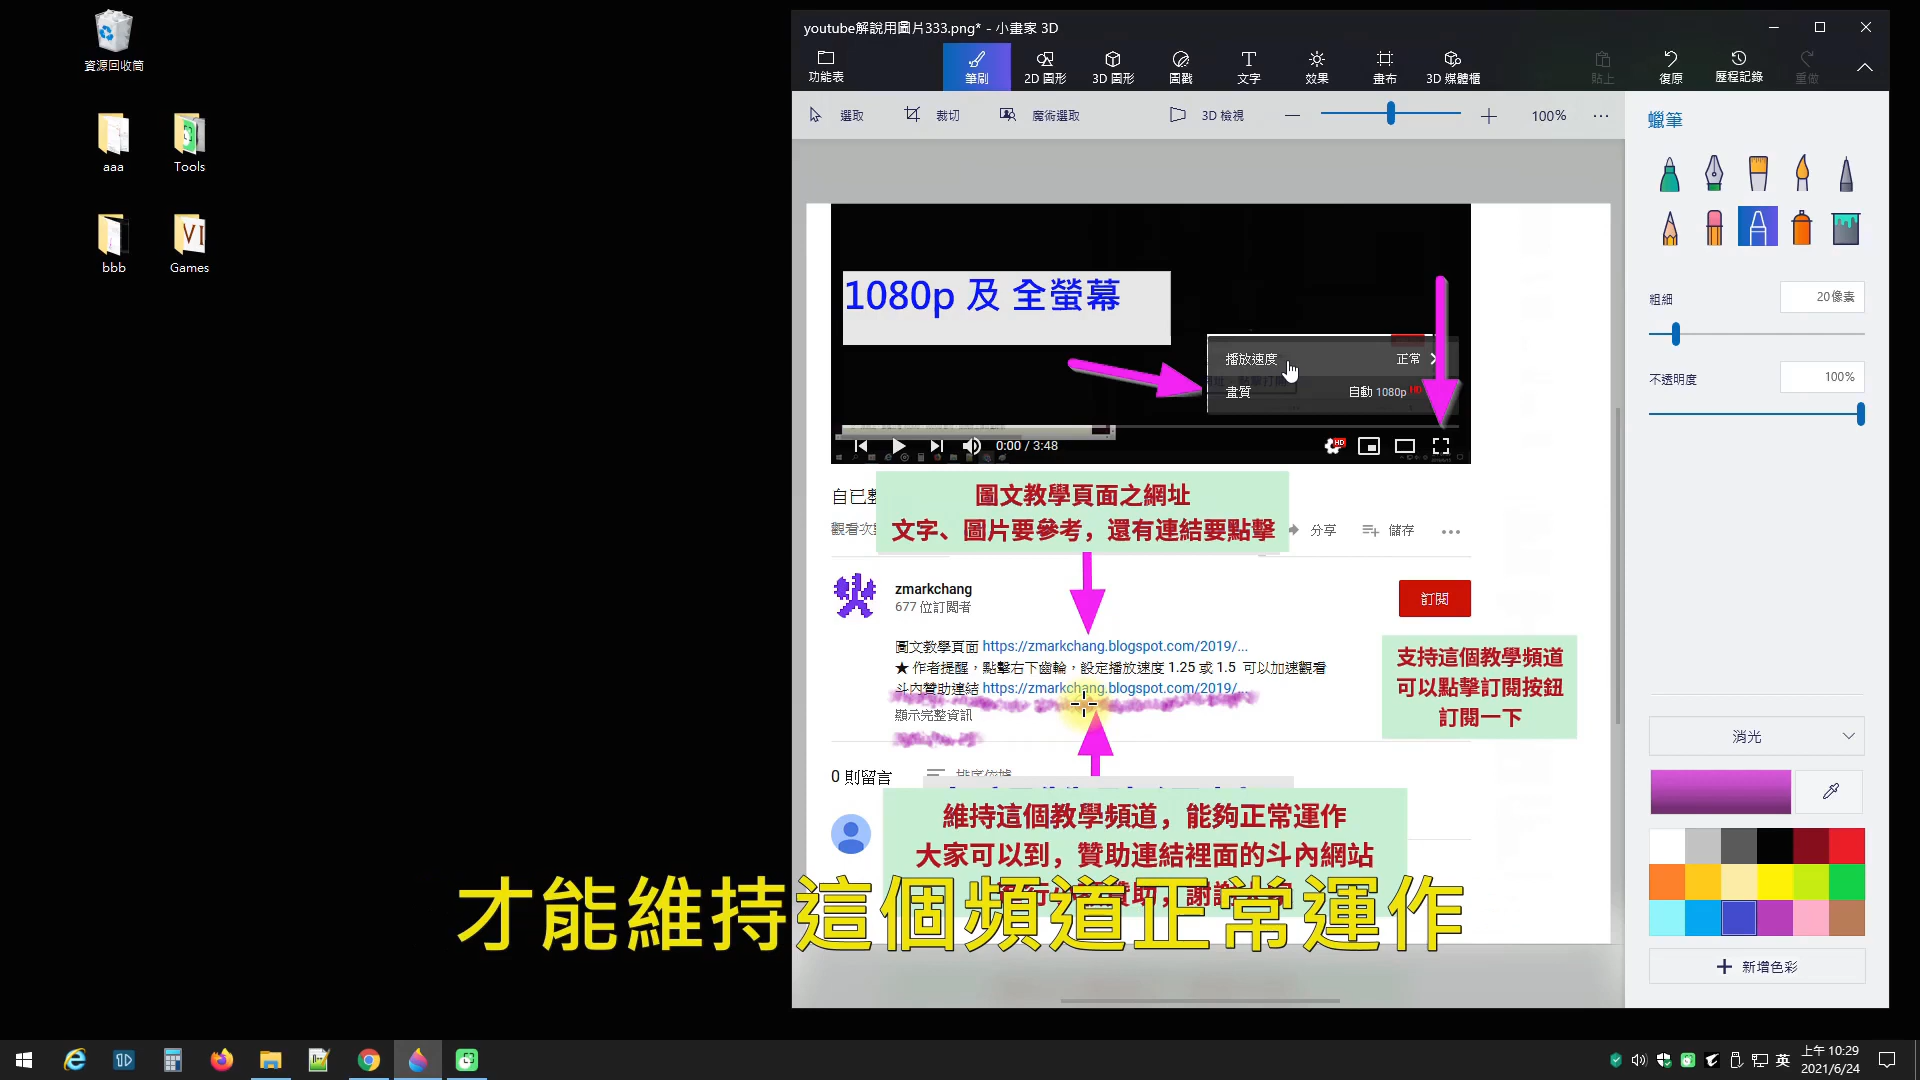 資源回收筒
aaa
Tools
bbb
VI
Games
youtube解說用圖片333.png* - 小畫家 3D
功能表
筆刷
2D 圖形
3D 圖形
圖戳
文字
效果
畫布
3D 媒體櫃
貼上
復原
歷程記錄
重做
選取
裁切
魔術選取
3D 檢視
100%
蠟筆
粗細
20像素
不透明度
100%
消光
新增色彩
1080p 及 全螢幕
播放速度
正常
畫質
自動 1080p HD
0:00 / 3:48
HD
圖文教學頁面之網址
文字、圖片要參考，還有連結要點擊
分享
儲存
zmarkchang
677 位訂閱者
訂閱
圖文教學頁面 https://zmarkchang.blogspot.com/2019/...
★ 作者提醒，點擊右下齒輪，設定播放速度 1.25 或 1.5 可以加速觀看
斗內贊助連結 https://zmarkchang.blogspot.com/2019/...
顯示完整資訊
支持這個教學頻道
可以點擊訂閱按鈕
訂閱一下
0 則留言
排序依據
維持這個教學頻道，能夠正常運作
大家可以到，贊助連結裡面的斗內網站
才能維持這個頻道正常運作
英
上午 10:29
2021/6/24